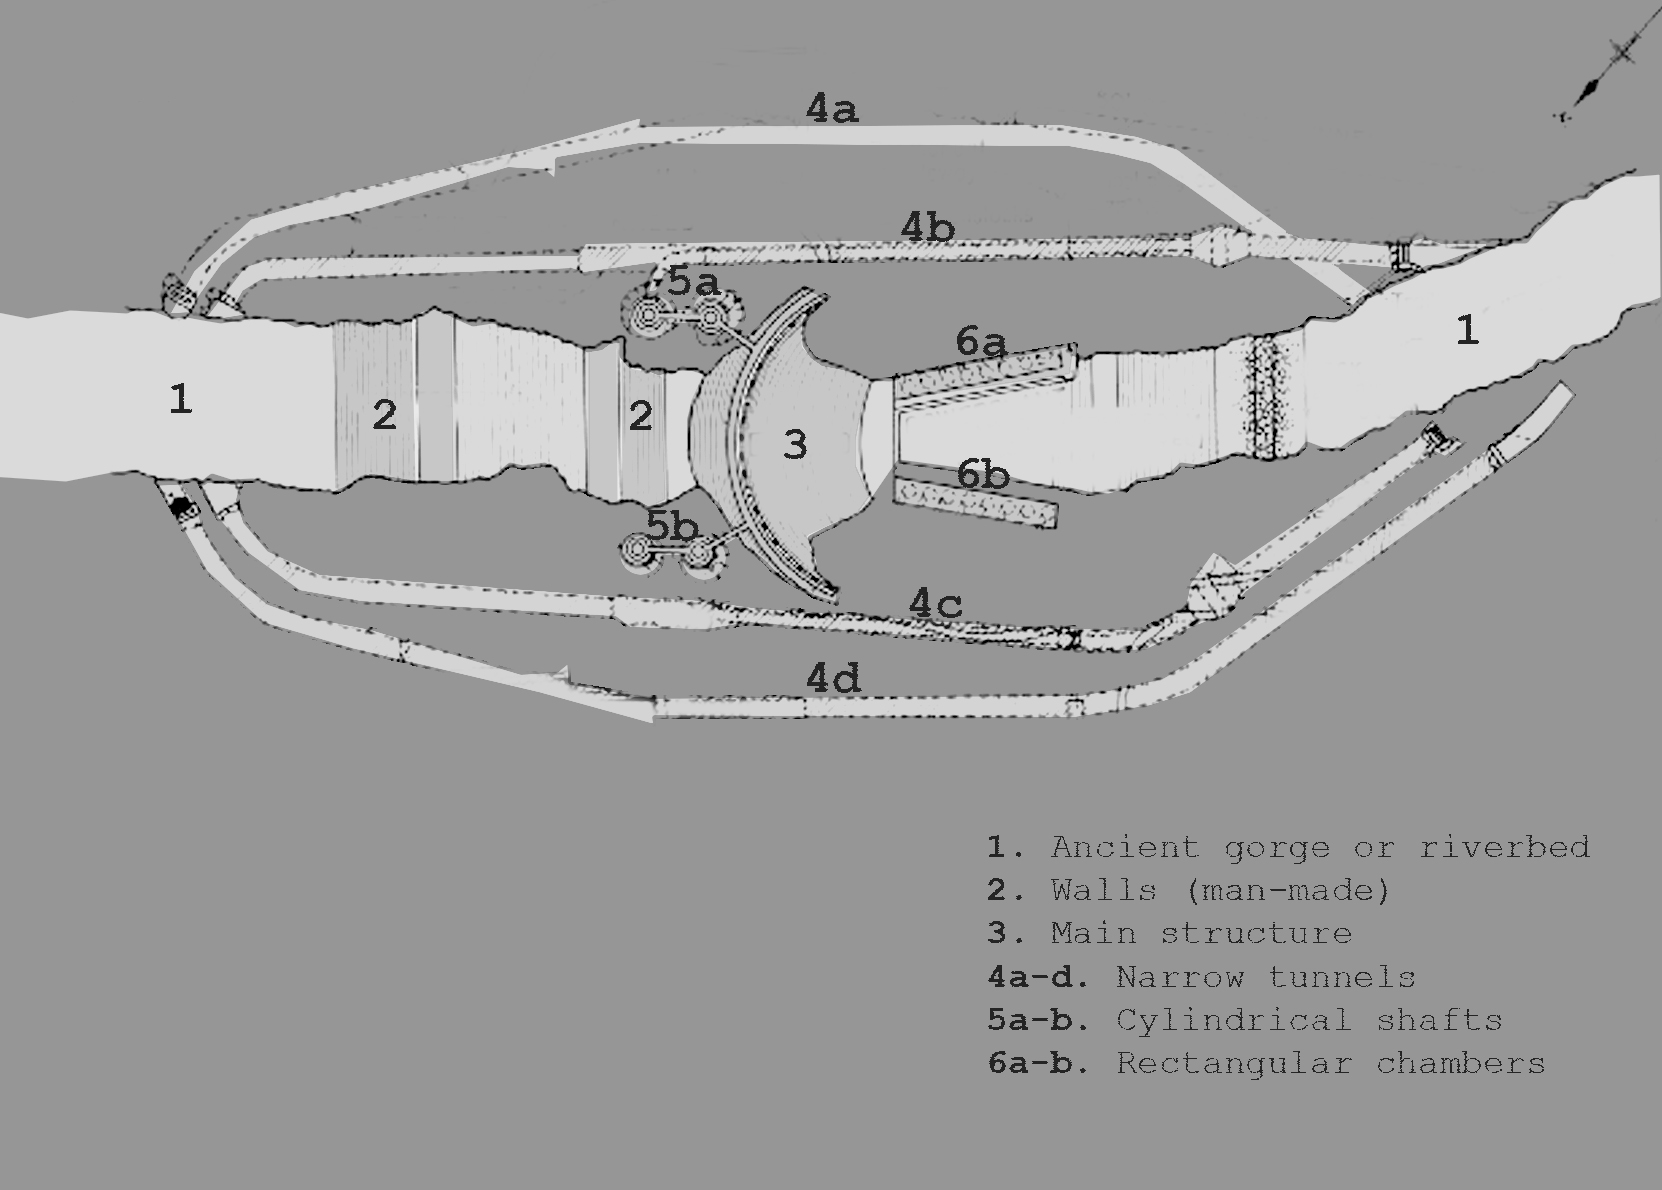 4a
4b
5a
6a
1
1
2
2
3
6b
5b
4c
4d
1. Ancient gorge or riverbed
2. Walls (man-made)
3. Main structure
4a-d. Narrow tunnels
5a-b. Cylindrical shafts
6a-b. Rectangular chambers